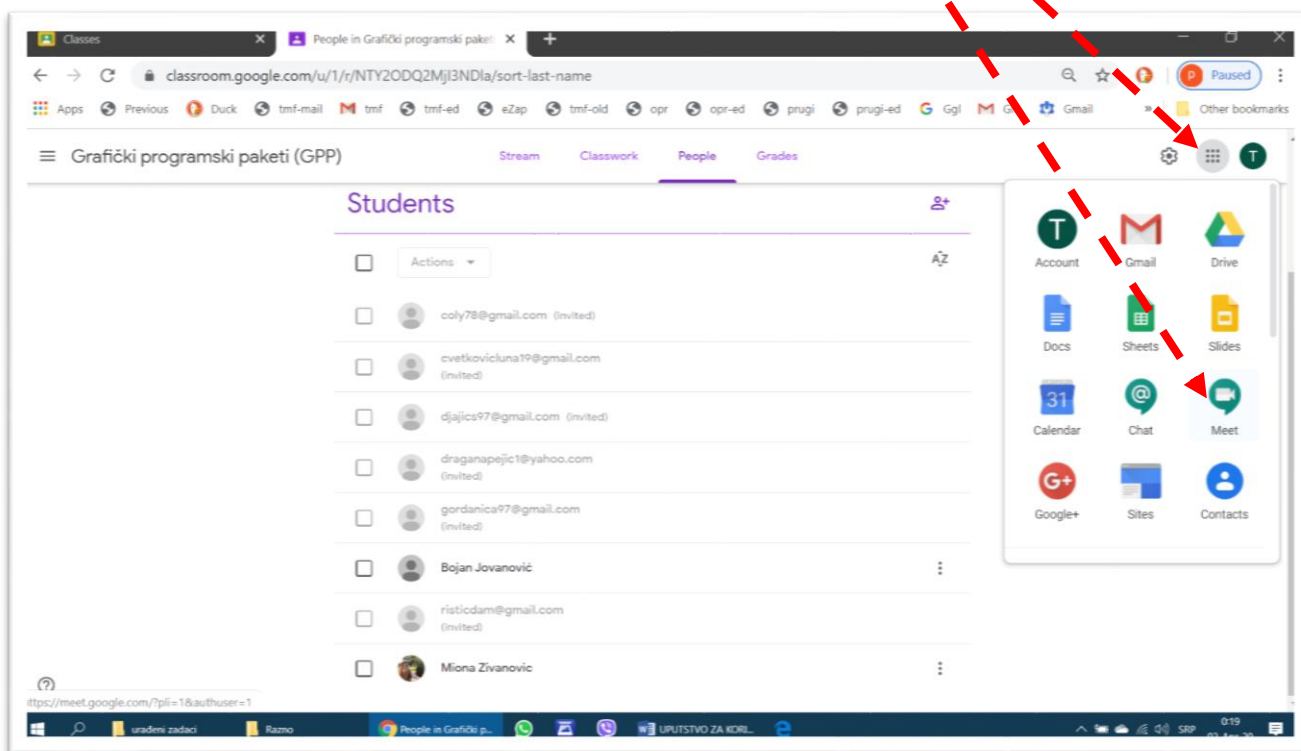 Classes
People in Grafički programski paket
classroom.google.com/u/1/r/NTY2ODQ2MjI3NDla/sort-last-name
Paused
Apps Previous Duck tmf-mail tmf tmf-ed eZap tmf-old opr opr-ed prugi prugi-ed Ggl Gmail » Other bookmarks
Grafički programski paketi (GPP) Stream Classwork People Grades
Students
Actions
AZ
coly78@gmail.com (invited)
cvetkovicluna19@gmail.com
(invited)
djajics97@gmail.com (invited)
draganapejic1@yahoo.com
(invited)
gordanica97@gmail.com
(invited)
Bojan Jovanović
risticdam@gmail.com
(invited)
Miona Zivanovic
Account Gmail Drive
Docs Sheets Slides
31
Calendar Chat Meet
G+
Google+ Sites Contacts
https://meet.google.com/?pli=1&authuser=1
urađeni zadaci Razno People in Grafički p... UPUTSTVO ZA KORI... SRP 0:19